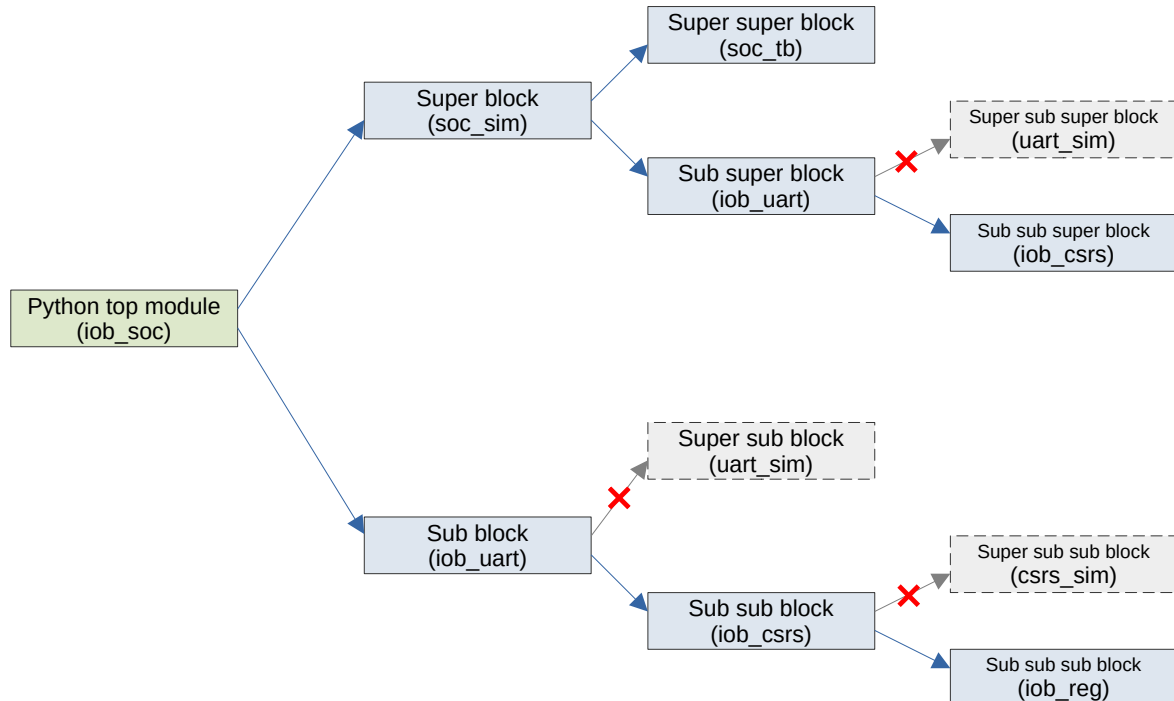 Super super block
(soc_tb)
Super block
(soc_sim)
Super sub super block
(uart_sim)
Sub super block
(iob_uart)
Sub sub super block
(iob_csrs)
Python top module
(iob_soc)
Super sub block
(uart_sim)
Sub block
(iob_uart)
Super sub sub block
(csrs_sim)
Sub sub block
(iob_csrs)
Sub sub sub block
(iob_reg)